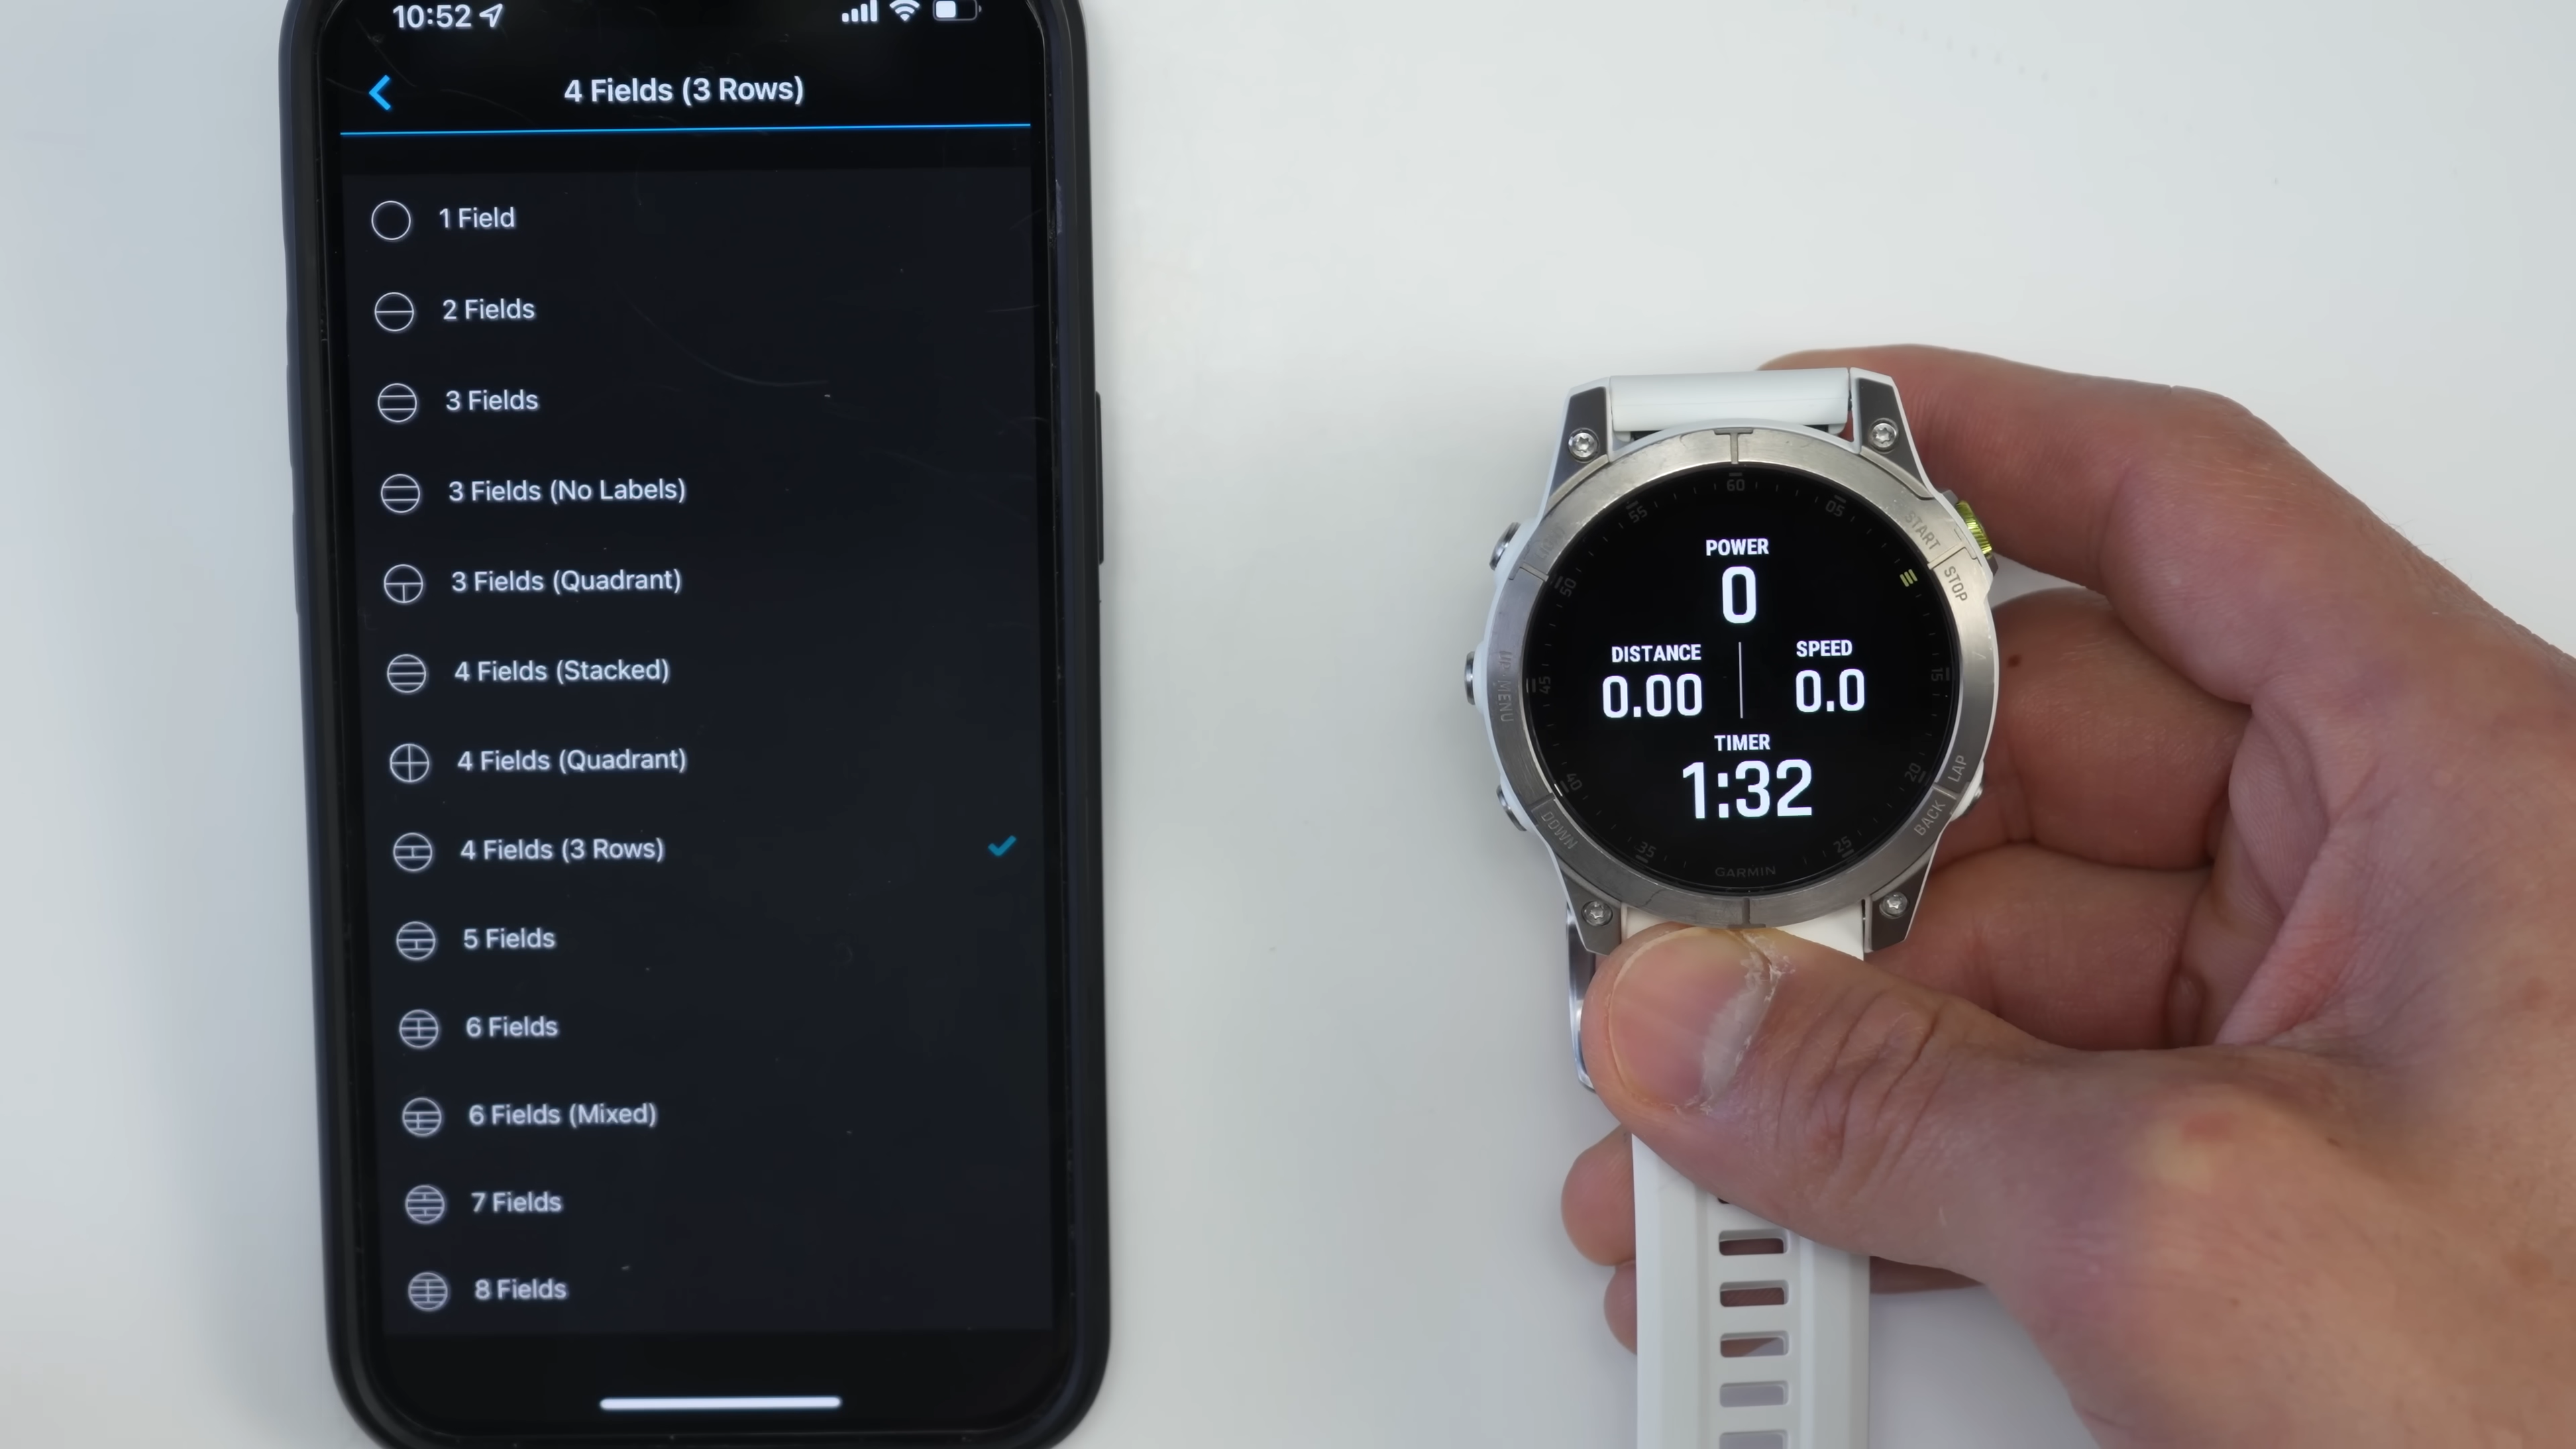 10:52
4 Fields (3 Rows)
1 Field
2 Fields
3 Fields
3 Fields (No Labels)
3 Fields (Quadrant)
4 Fields (Stacked)
4 Fields (Quadrant)
4 Fields (3 Rows)
5 Fields
6 Fields
6 Fields (Mixed)
7 Fields
8 Fields
60
05
15
20
25
35
40
45
50
55
START
STOP
LAP
BACK
DOWN
UP·MENU
POWER
0
DISTANCE
SPEED
0.00
0.0
TIMER
1:32
GARMIN